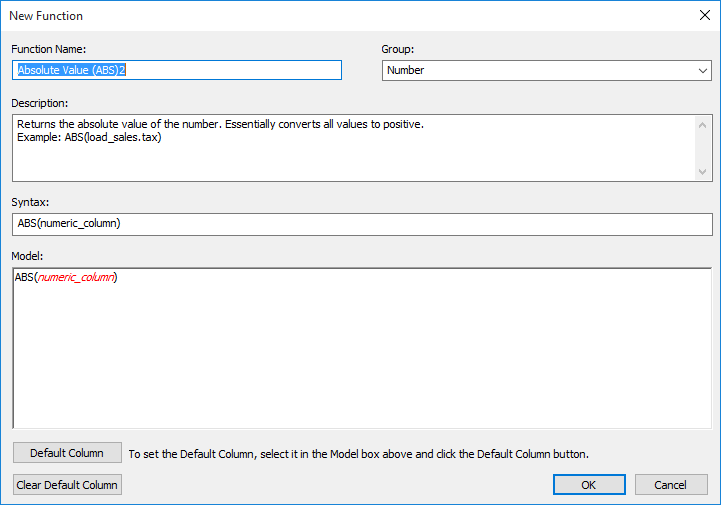 New Function
Function Name:
Group:
Absolute Value (ABS)2
Number
Description:
Returns the absolute value of the number. Essentially converts all values to positive.
Example: ABS(load_sales.tax)
Syntax:
ABS(numeric_column)
Model:
ABS(numeric_column)
Default Column
To set the Default Column, select it in the Model box above and click the Default Column button.
Clear Default Column
OK
Cancel